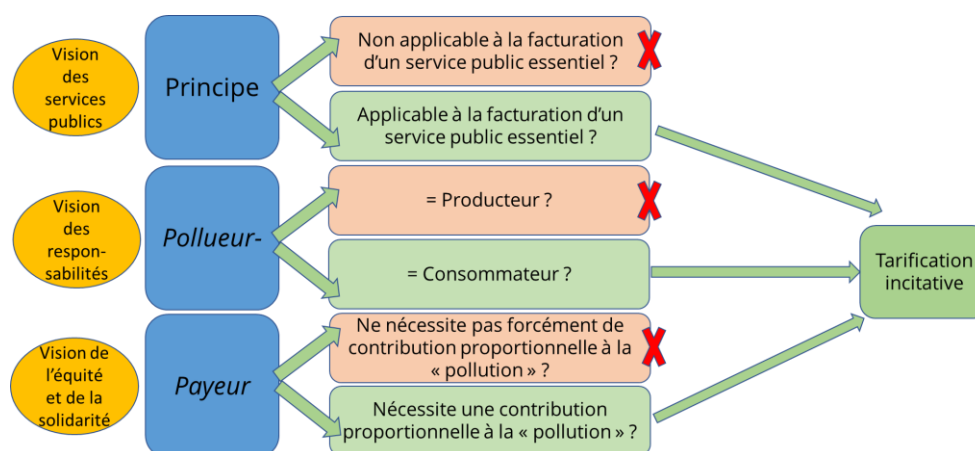 Vision
des
services
publics
Principe
Non applicable à la facturation
d'un service public essentiel ?
Applicable à la facturation d'un
service public essentiel ?
Vision
des
respon-
sabilités
Pollueur-
= Producteur ?
= Consommateur ?
Tarification
incitative
Vision de
l'équité
et de la
solidarité
Payeur
Ne nécessite pas forcément de
contribution proportionnelle à la
« pollution » ?
Nécessite une contribution
proportionnelle à la « pollution » ?